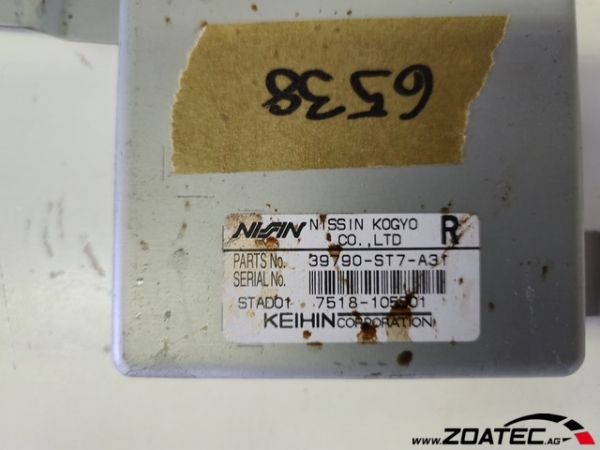 6538
NISSIN NISSIN KOGYO R
CO.,LTD
PARTS No. 39790-ST7-A31
SERIAL No.
STAD01 7518-105901
KEIHIN CORPORATION
www.ZOATEC.AG